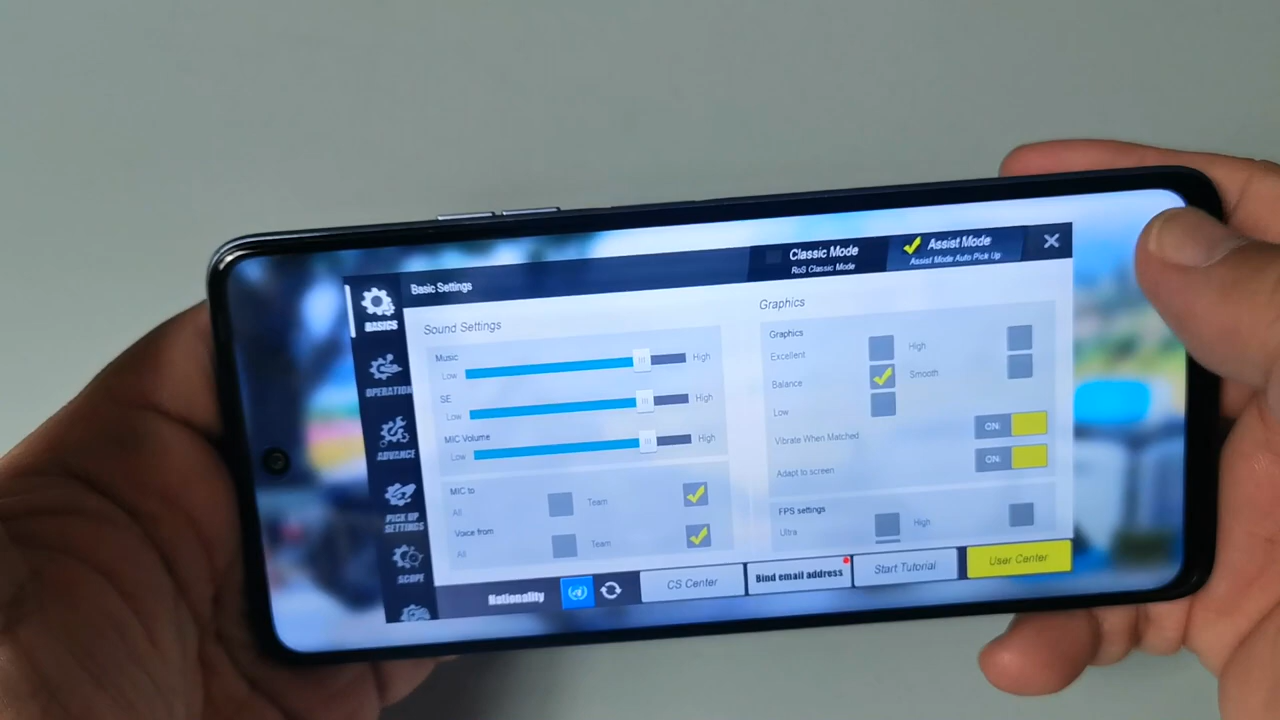 Classic Mode
RoS Classic Mode
Assist Mode
Assist Mode Auto Pick Up
Basic Settings
BASICS
OPERATION
ADVANCE
PICK UP
SETTINGS
SCOPE
Sound Settings
Music
Low High
SE
Low High
MIC Volume
Low High
MIC to
All Team
Voice from
All Team
Graphics
Graphics
Excellent High
Balance Smooth
Low
Vibrate When Matched ON
Adapt to screen ON
FPS settings
Ultra High
Nationality
CS Center
Bind email address
Start Tutorial
User Center